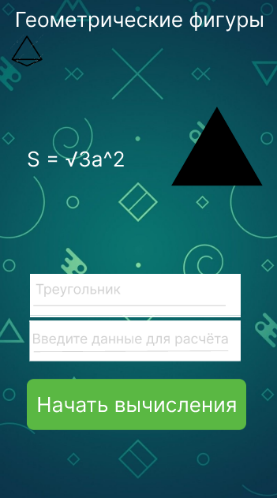 Геометрические фигуры
S = √3a^2
Треугольник
Введите данные для расчёта
Начать вычисления